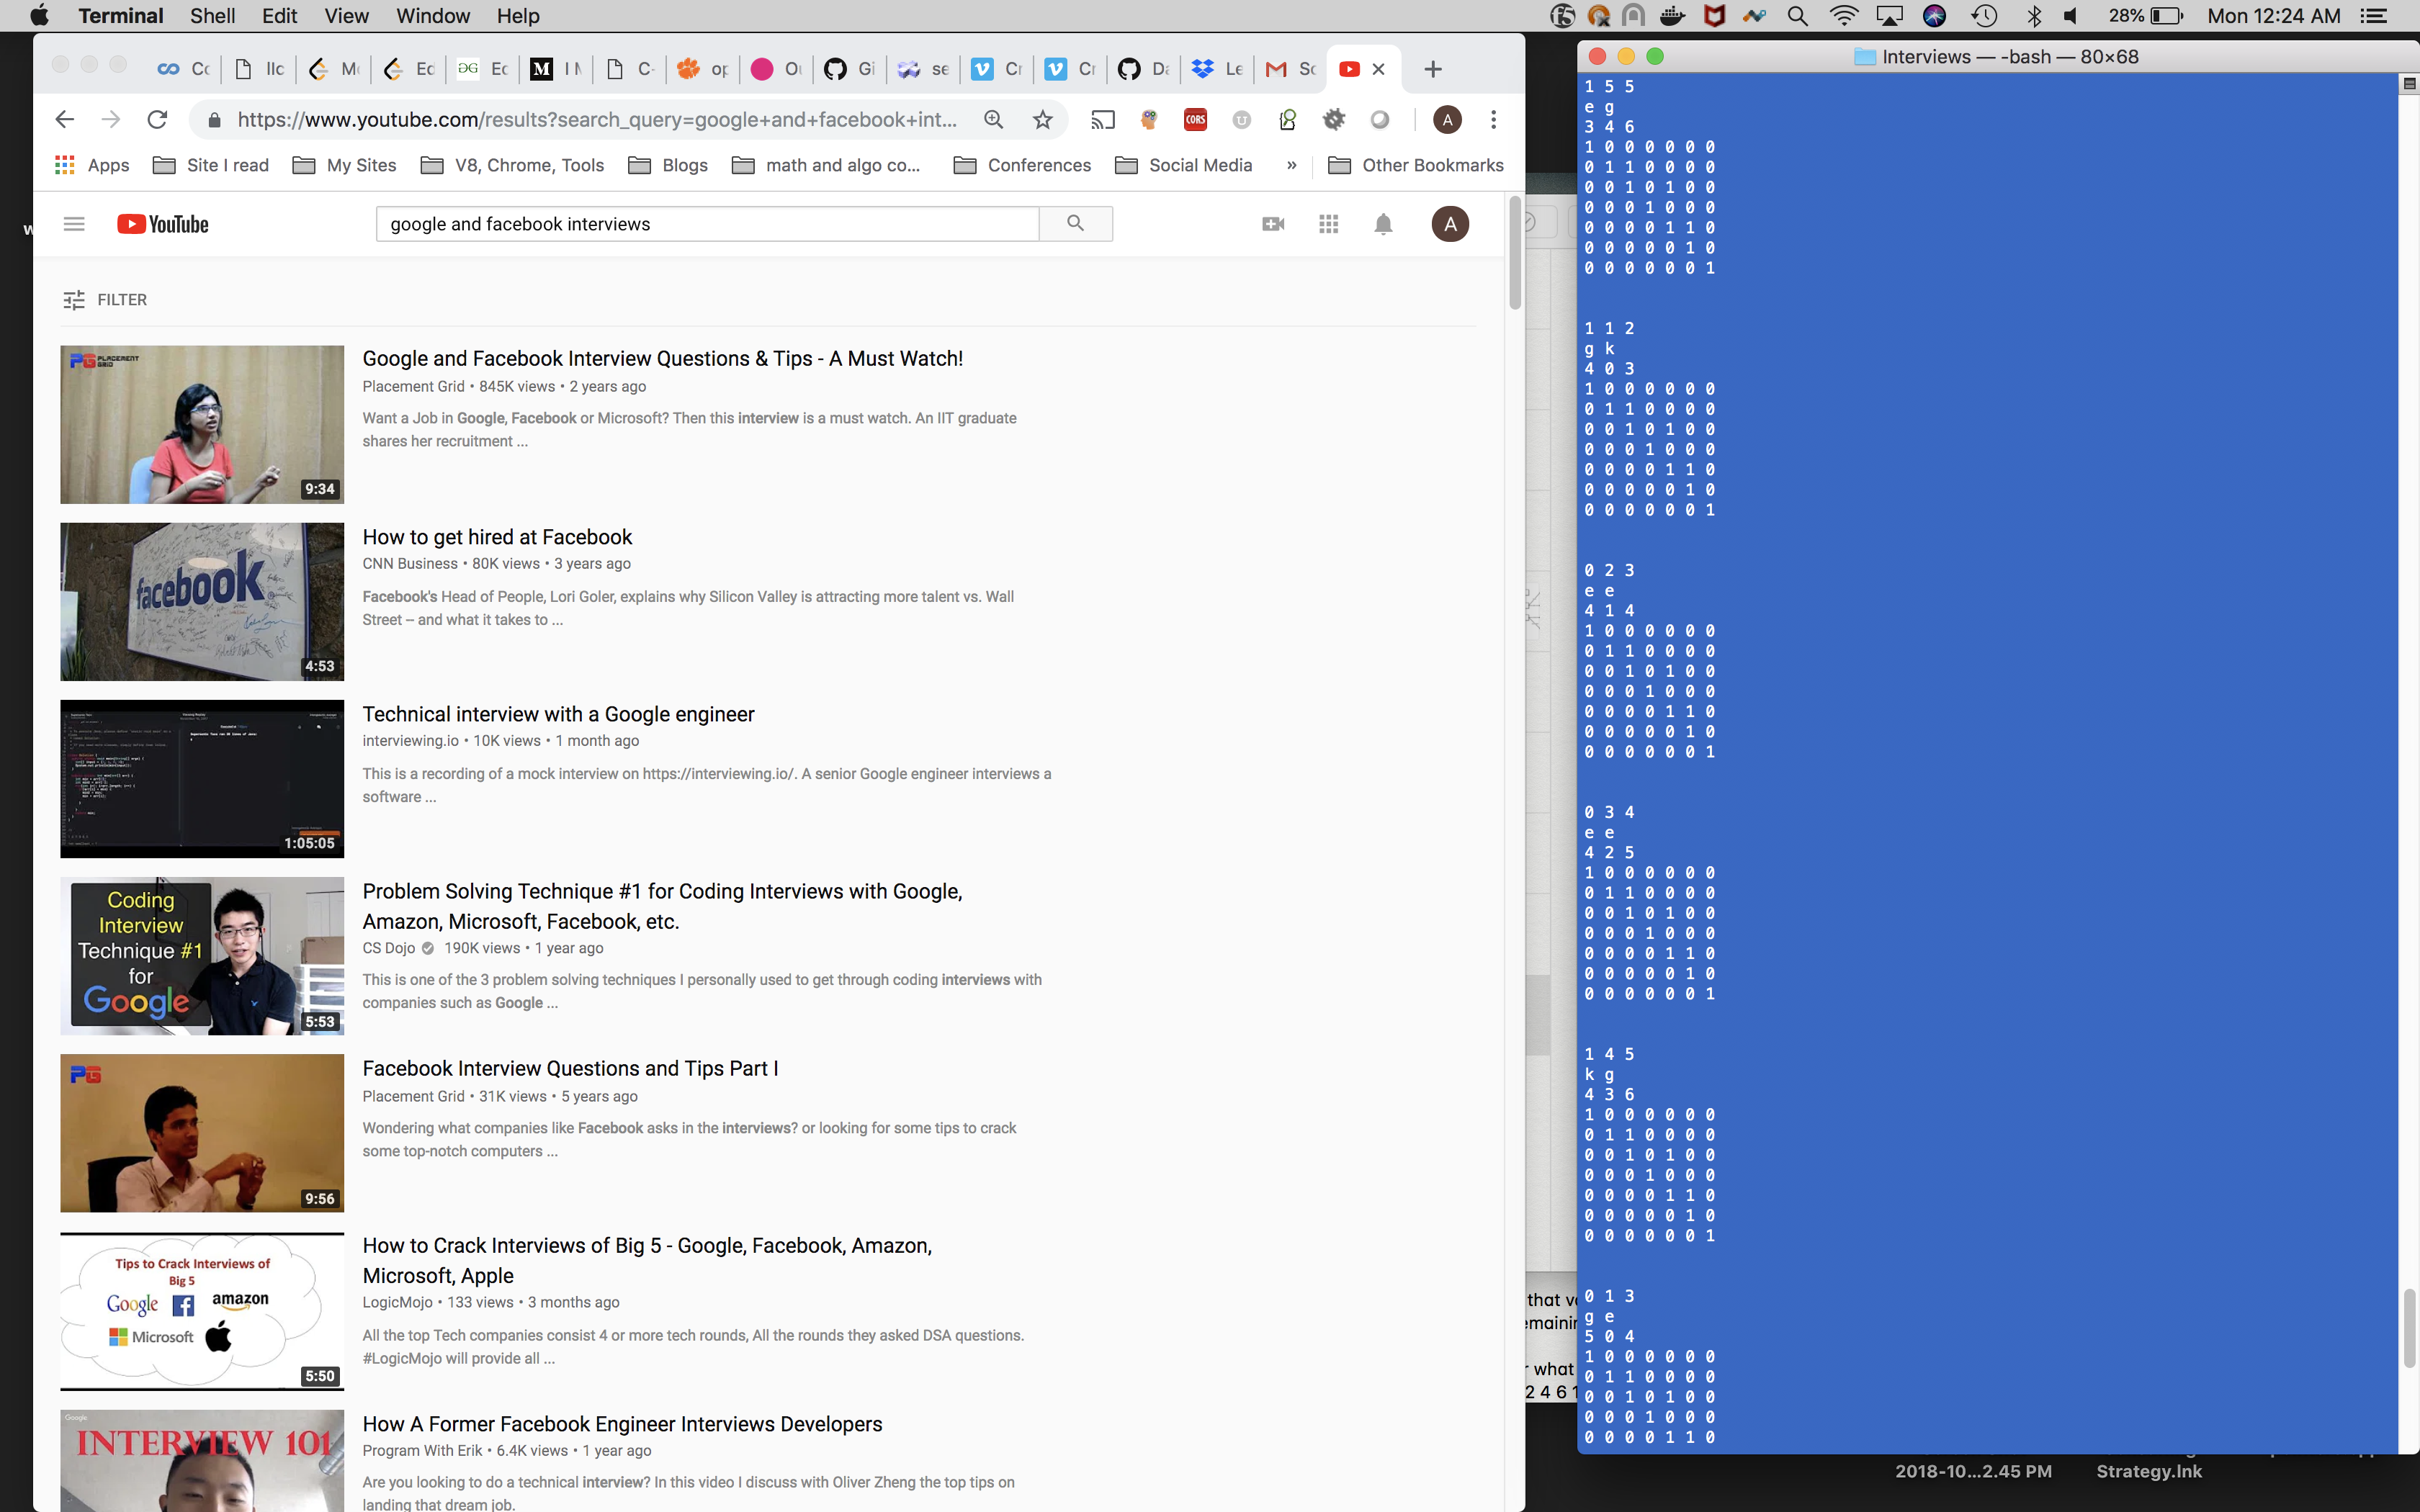 Terminal Shell Edit View Window Help
28% Mon 12:24 AM
Interviews — -bash — 80×68
https://www.youtube.com/results?search_query=google+and+facebook+int...
CORS
A
Apps Site I read My Sites V8, Chrome, Tools Blogs math and algo co... Conferences Social Media » Other Bookmarks
YouTube
google and facebook interviews
A
FILTER
PG PLACEMENT GRID
9:34
Google and Facebook Interview Questions & Tips - A Must Watch!
Placement Grid • 845K views • 2 years ago
Want a Job in Google, Facebook or Microsoft? Then this interview is a must watch. An IIT graduate
shares her recruitment ...
facebook
4:53
How to get hired at Facebook
CNN Business • 80K views • 3 years ago
Facebook's Head of People, Lori Goler, explains why Silicon Valley is attracting more talent vs. Wall
Street – and what it takes to ...
1:05:05
Technical interview with a Google engineer
interviewing.io • 10K views • 1 month ago
This is a recording of a mock interview on https://interviewing.io/. A senior Google engineer interviews a
software ...
Coding
Interview
Technique #1
for
Google
5:53
Problem Solving Technique #1 for Coding Interviews with Google,
Amazon, Microsoft, Facebook, etc.
CS Dojo 190K views • 1 year ago
This is one of the 3 problem solving techniques I personally used to get through coding interviews with
companies such as Google ...
PG
9:56
Facebook Interview Questions and Tips Part I
Placement Grid • 31K views • 5 years ago
Wondering what companies like Facebook asks in the interviews? or looking for some tips to crack
some top-notch computers ...
Tips to Crack Interviews of
Big 5
Google amazon
Microsoft
5:50
How to Crack Interviews of Big 5 - Google, Facebook, Amazon,
Microsoft, Apple
LogicMojo • 133 views • 3 months ago
All the top Tech companies consist 4 or more tech rounds, All the rounds they asked DSA questions.
#LogicMojo will provide all ...
Google
INTERVIEW 101
How A Former Facebook Engineer Interviews Developers
Program With Erik • 6.4K views • 1 year ago
Are you looking to do a technical interview? In this video I discuss with Oliver Zheng the top tips on
landing that dream job.
1 5 5
e g
3 4 6
1 0 0 0 0 0 0
0 1 1 0 0 0 0
0 0 1 0 1 0 0
0 0 0 1 0 0 0
0 0 0 0 1 1 0
0 0 0 0 0 1 0
0 0 0 0 0 0 1
1 1 2
g k
4 0 3
1 0 0 0 0 0 0
0 1 1 0 0 0 0
0 0 1 0 1 0 0
0 0 0 1 0 0 0
0 0 0 0 1 1 0
0 0 0 0 0 1 0
0 0 0 0 0 0 1
0 2 3
e e
4 1 4
1 0 0 0 0 0 0
0 1 1 0 0 0 0
0 0 1 0 1 0 0
0 0 0 1 0 0 0
0 0 0 0 1 1 0
0 0 0 0 0 1 0
0 0 0 0 0 0 1
0 3 4
e e
4 2 5
1 0 0 0 0 0 0
0 1 1 0 0 0 0
0 0 1 0 1 0 0
0 0 0 1 0 0 0
0 0 0 0 1 1 0
0 0 0 0 0 1 0
0 0 0 0 0 0 1
1 4 5
k g
4 3 6
1 0 0 0 0 0 0
0 1 1 0 0 0 0
0 0 1 0 1 0 0
0 0 0 1 0 0 0
0 0 0 0 1 1 0
0 0 0 0 0 1 0
0 0 0 0 0 0 1
0 1 3
g e
5 0 4
1 0 0 0 0 0 0
0 1 1 0 0 0 0
0 0 1 0 1 0 0
0 0 0 1 0 0 0
0 0 0 0 1 1 0
that
what
2 4 6
2018-10...2.45 PM Strategy.lnk